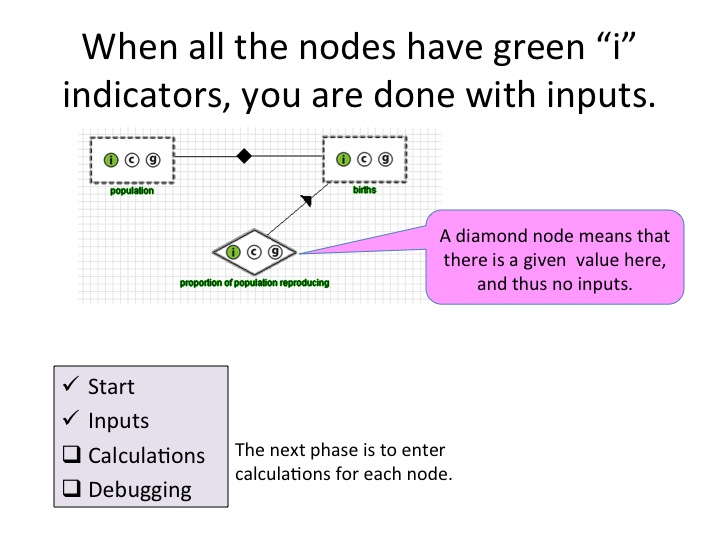 When all the nodes have green “i”
indicators, you are done with inputs.
i c g
i c g
population
births
i c g
proportion of population reproducing
A diamond node means that
there is a given value here,
and thus no inputs.
✓ Start
✓ Inputs
❑ Calculations
❑ Debugging
The next phase is to enter
calculations for each node.